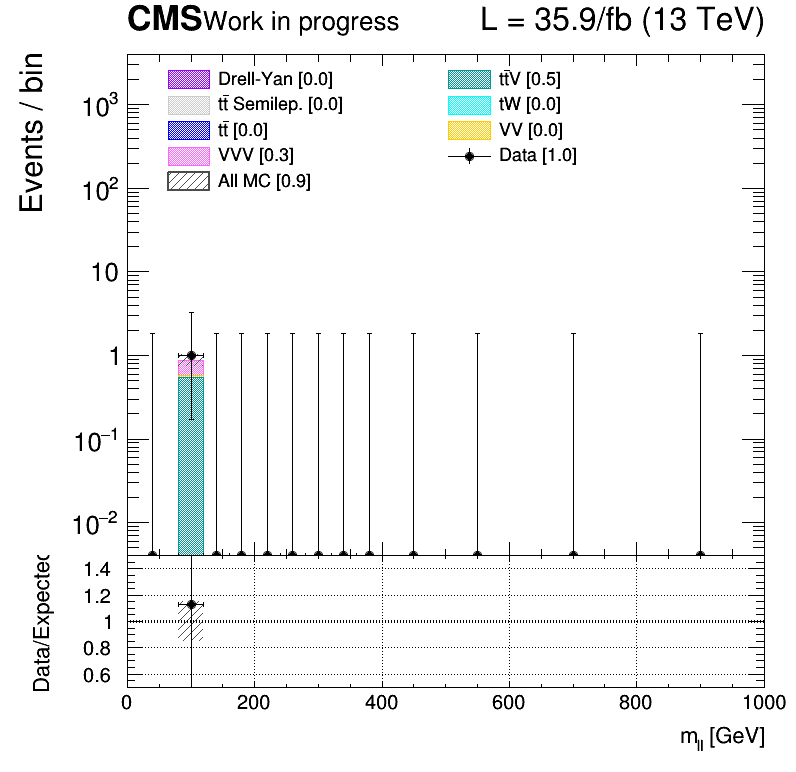 CMS Work in progress L = 35.9/fb (13 TeV)
Events / bin
Drell-Yan [0.0]
tt̄ Semilep. [0.0]
tt̄ [0.0]
VVV [0.3]
All MC [0.9]
tt̄V [0.5]
tW [0.0]
VV [0.0]
Data [1.0]
10³
10²
10
1
10⁻¹
10⁻²
Data/Expected
1.4
1.2
1
0.8
0.6
0 200 400 600 800 1000
m_ll [GeV]